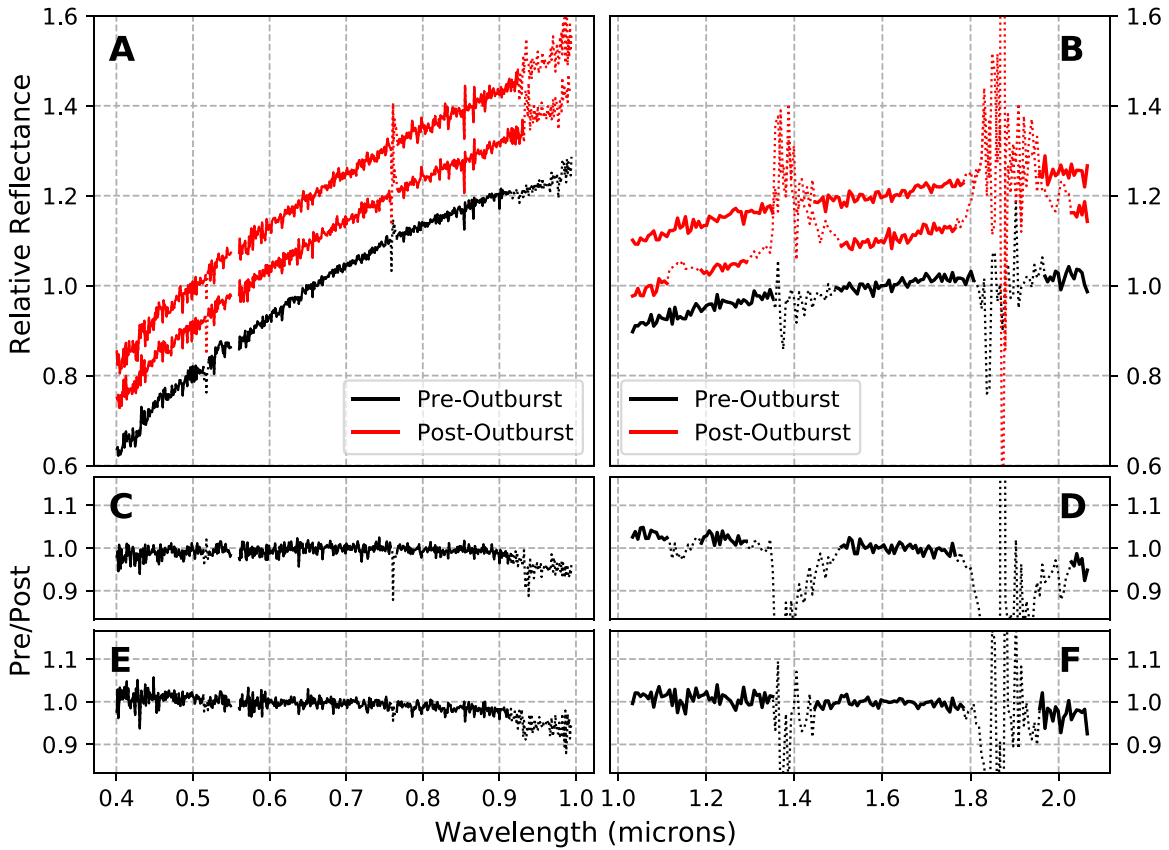 A
B
1.6
1.4
1.2
1.0
0.8
0.6
Relative Reflectance
Pre-Outburst
Post-Outburst
Pre-Outburst
Post-Outburst
1.6
1.4
1.2
1.0
0.8
0.6
C
D
1.1
1.0
0.9
1.1
1.0
0.9
Pre/Post
E
F
1.1
1.0
0.9
1.1
1.0
0.9
0.4 0.5 0.6 0.7 0.8 0.9 1.0
1.0 1.2 1.4 1.6 1.8 2.0
Wavelength (microns)